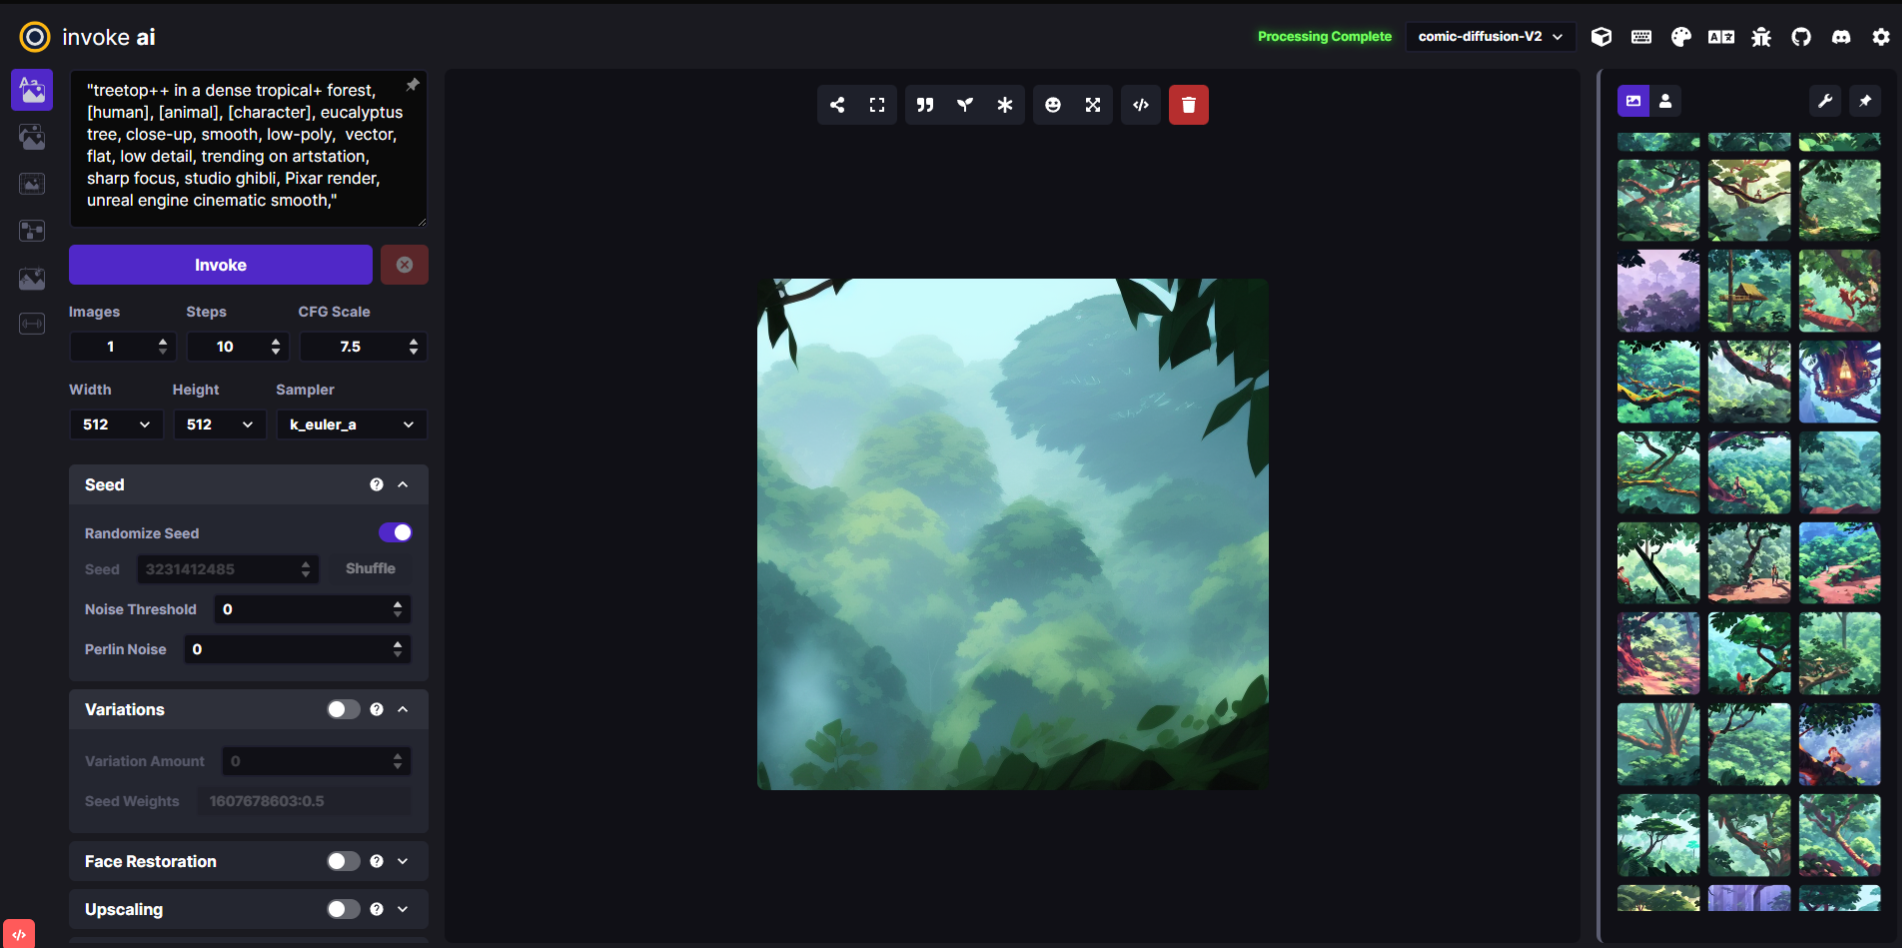 invoke ai
Processing Complete
comic-diffusion-V2
"treetop++ in a dense tropical+ forest,
[human], [animal], [character], eucalyptus
tree, close-up, smooth, low-poly,  vector,
flat, low detail, trending on artstation,
sharp focus, studio ghibli, Pixar render,
unreal engine cinematic smooth,"
Invoke
Images Steps CFG Scale
1 10 7.5
Width Height Sampler
512 512 k_euler_a
Seed
Randomize Seed
Seed 3231412485 Shuffle
Noise Threshold 0
Perlin Noise 0
Variations
Variation Amount 0
Seed Weights 1607678603:0.5
Face Restoration
Upscaling